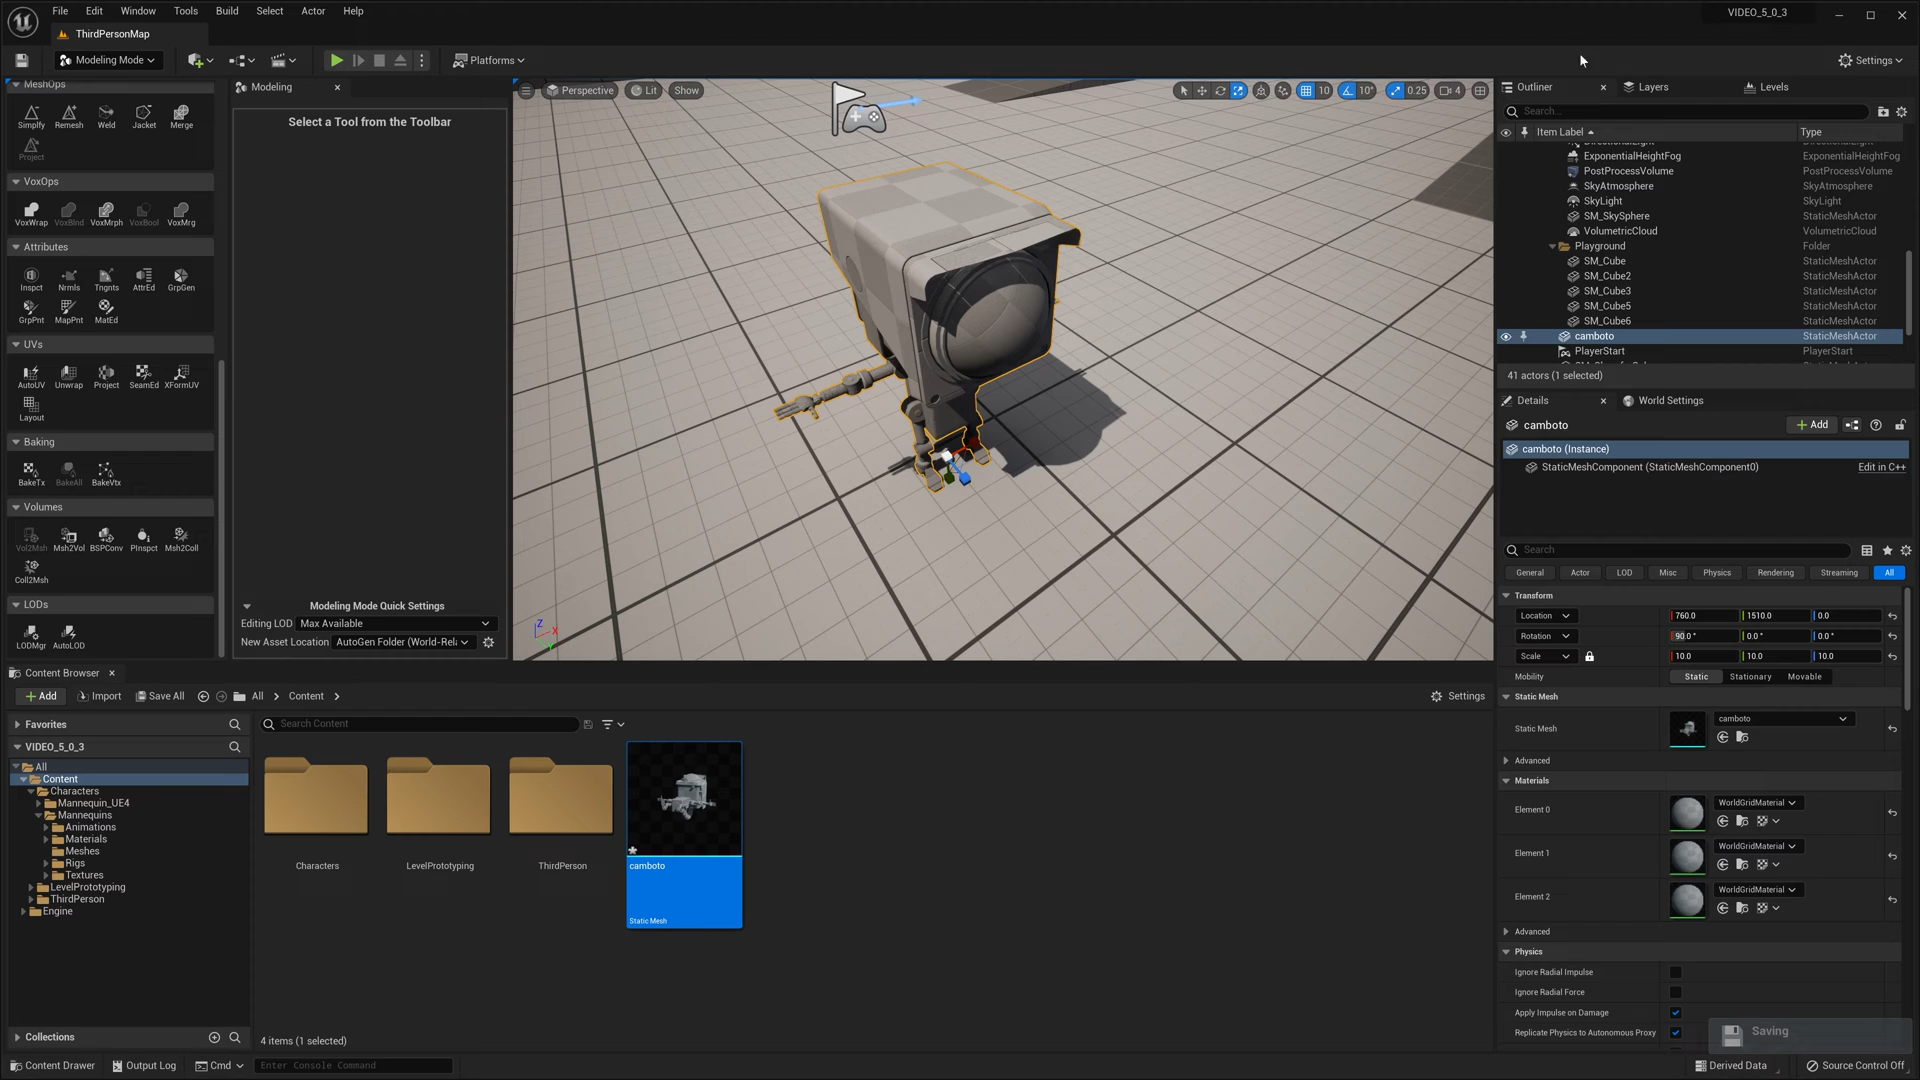 File Edit Window Tools Build Select Actor Help
VIDEO_5_0_3
ThirdPersonMap
Modeling Mode
Platforms
Settings
MeshOps
Simplfy Remesh Weld Jacket Merge
Project
VoxOps
VoxWrap VoxBlnd VoxMrph VoxBool VoxMrg
Attributes
Inspct Nrmls Tngnts AttrEd GrpGen
GrpPnt MapPnt MatEd
UVs
AutoUV Unwrap Project SeamEd XFormUV
Layout
Baking
BakeTx BakeAll BakeVtx
Volumes
Vol2Msh Msh2Vol BSPConv PInspct Msh2Coll
Coll2Msh
LODs
LODMgr AutoLOD
Modeling
Select a Tool from the Toolbar
Modeling Mode Quick Settings
Editing LOD Max Available
New Asset Location AutoGen Folder (World-Rela
Perspective Lit Show
10 10° 0.25 4
Z X
Outliner Layers Levels
Search...
Item Label Type
DirectionalLight
ExponentialHeightFog ExponentialHeightFog
PostProcessVolume PostProcessVolume
SkyAtmosphere SkyAtmosphere
SkyLight SkyLight
SM_SkySphere StaticMeshActor
VolumetricCloud VolumetricCloud
Playground Folder
SM_Cube StaticMeshActor
SM_Cube2 StaticMeshActor
SM_Cube3 StaticMeshActor
SM_Cube5 StaticMeshActor
SM_Cube6 StaticMeshActor
camboto StaticMeshActor
PlayerStart PlayerStart
41 actors (1 selected)
Details World Settings
camboto
Add
camboto (Instance)
StaticMeshComponent (StaticMeshComponent0) Edit in C++
Search
General Actor LOD Misc Physics Rendering Streaming All
Transform
Location 760.0 1510.0 0.0
Rotation 90.0 ° 0.0 ° 0.0 °
Scale 10.0 10.0 10.0
Mobility Static Stationary Movable
Static Mesh
Static Mesh camboto
Advanced
Materials
Element 0 WorldGridMaterial
Element 1 WorldGridMaterial
Element 2 WorldGridMaterial
Advanced
Physics
Ignore Radial Impulse
Ignore Radial Force
Apply Impulse on Damage
Replicate Physics to Autonomous Proxy
Saving
Content Browser
Add Import Save All All Content Settings
Favorites
VIDEO_5_0_3
All
Content
Characters
Mannequin_UE4
Mannequins
Animations
Materials
Meshes
Rigs
Textures
LevelPrototyping
ThirdPerson
Engine
Collections
Search Content
Characters LevelPrototyping ThirdPerson camboto
Static Mesh
4 items (1 selected)
Content Drawer Output Log Cmd Enter Console Command
Derived Data Source Control Off